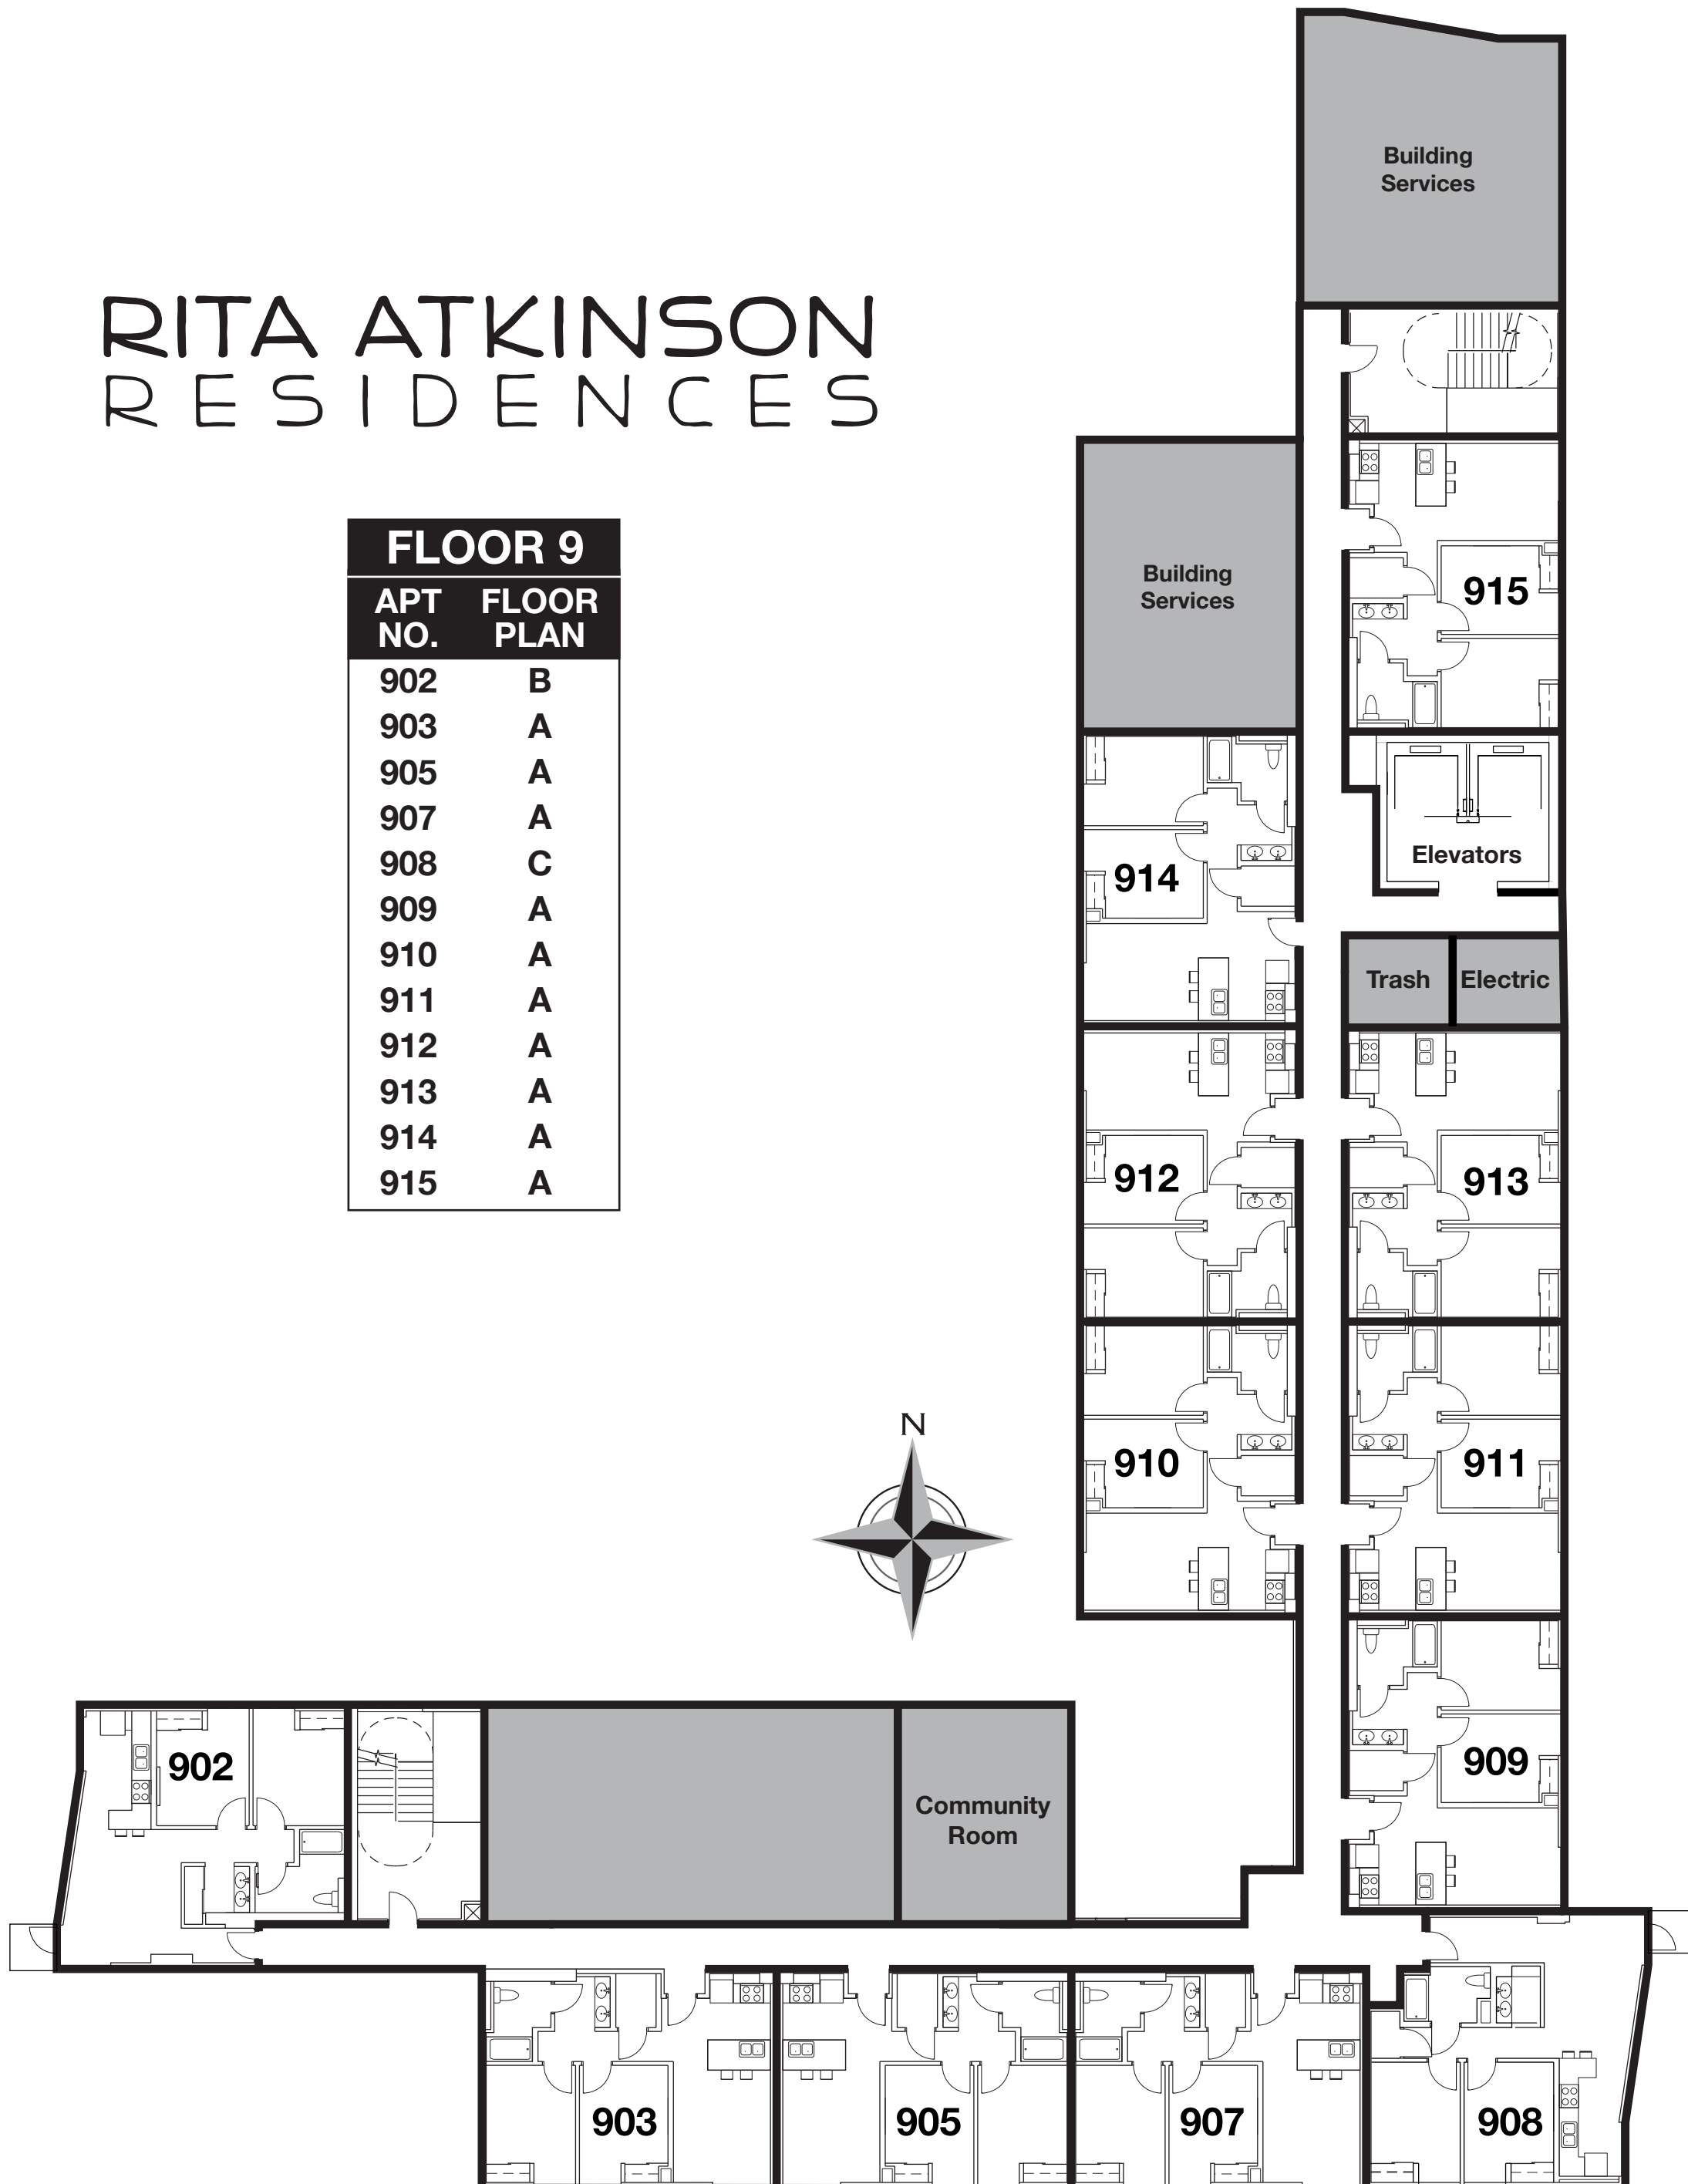 Building
Services
RITA ATKINSON
RESIDENCES
FLOOR 9
APT NO. FLOOR PLAN
902 B
903 A
905 A
907 A
908 C
909 A
910 A
911 A
912 A
913 A
914 A
915 A
Building
Services
915
Elevators
914
Trash Electric
912
913
N
910
911
902
909
Community
Room
903
905
907
908